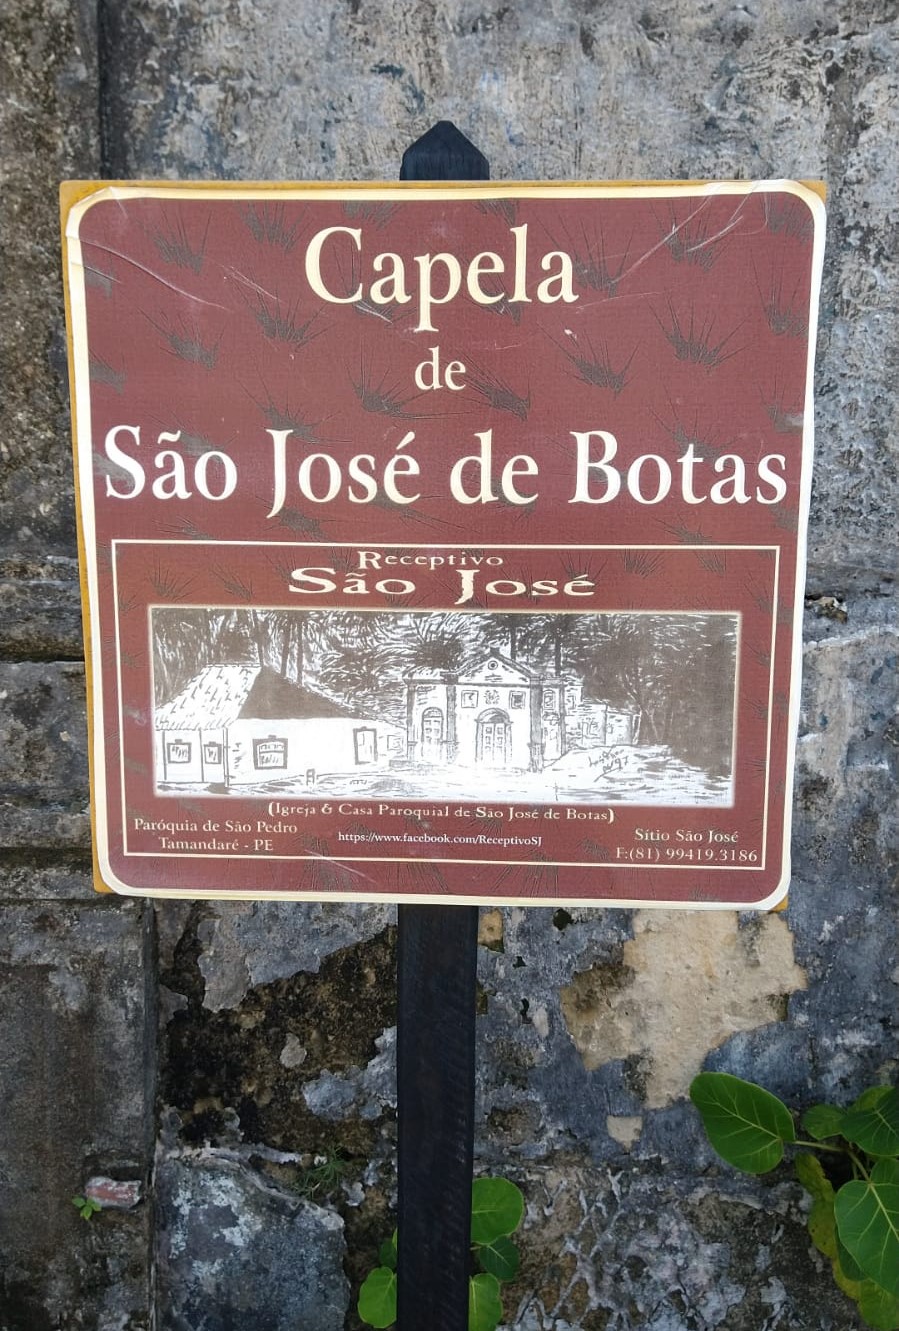 Capela
de
São José de Botas
Receptivo
São José
(Igreja & Casa Paroquial de São José de Botas)
Paróquia de São Pedro
Tamandaré - PE
https://www.facebook.com/ReceptivoSJ
Sítio São José
F:(81) 99419.3186